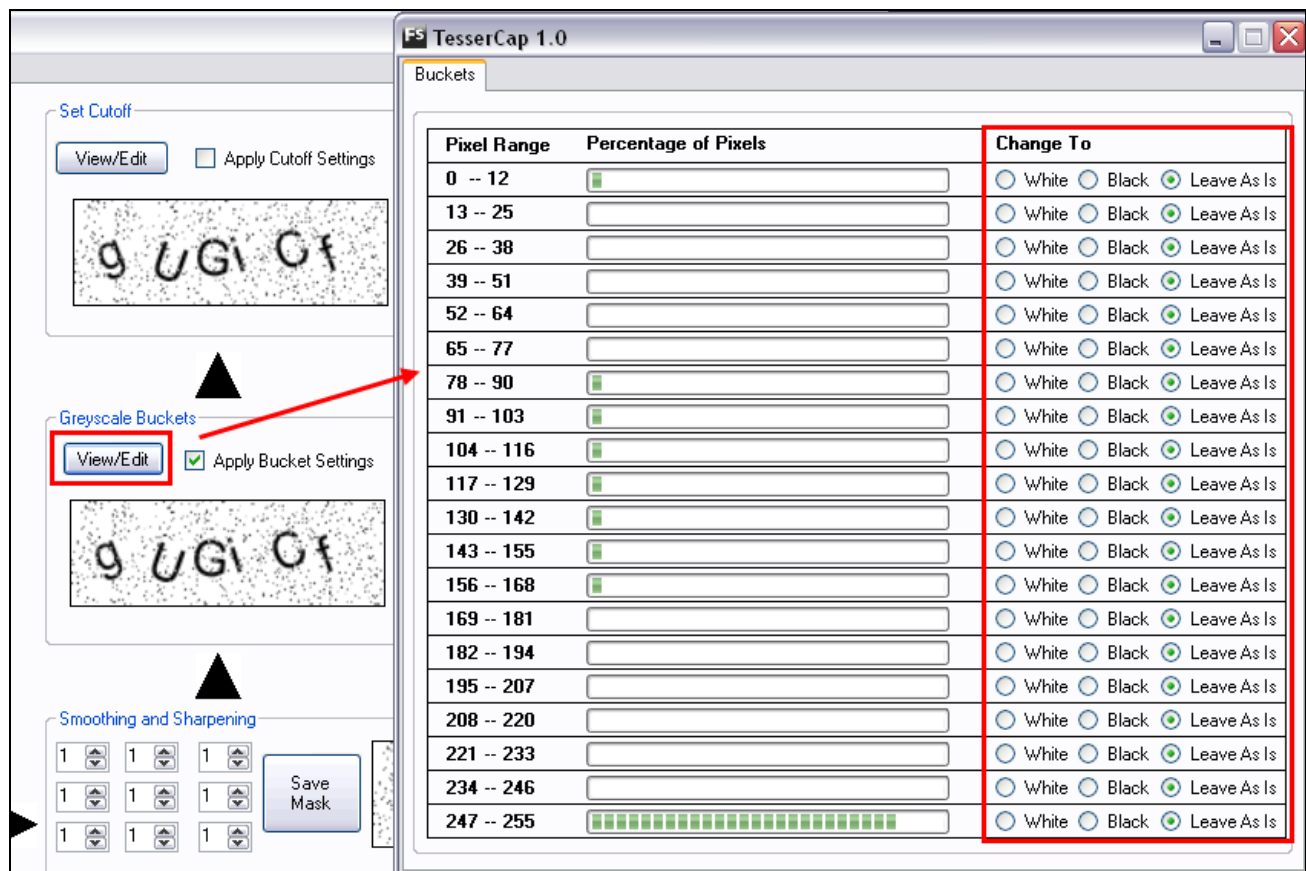 FS TesserCap 1.0
Buckets
Set Cutoff
View/Edit Apply Cutoff Settings
g UGi Cf
Greyscale Buckets
View/Edit Apply Bucket Settings
g UGi Cf
Smoothing and Sharpening
1 1 1
1 1 1
1 1 1
Save
Mask
Pixel Range Percentage of Pixels Change To
0 -- 12 White Black Leave As Is
13 -- 25 White Black Leave As Is
26 -- 38 White Black Leave As Is
39 -- 51 White Black Leave As Is
52 -- 64 White Black Leave As Is
65 -- 77 White Black Leave As Is
78 -- 90 White Black Leave As Is
91 -- 103 White Black Leave As Is
104 -- 116 White Black Leave As Is
117 -- 129 White Black Leave As Is
130 -- 142 White Black Leave As Is
143 -- 155 White Black Leave As Is
156 -- 168 White Black Leave As Is
169 -- 181 White Black Leave As Is
182 -- 194 White Black Leave As Is
195 -- 207 White Black Leave As Is
208 -- 220 White Black Leave As Is
221 -- 233 White Black Leave As Is
234 -- 246 White Black Leave As Is
247 -- 255 White Black Leave As Is